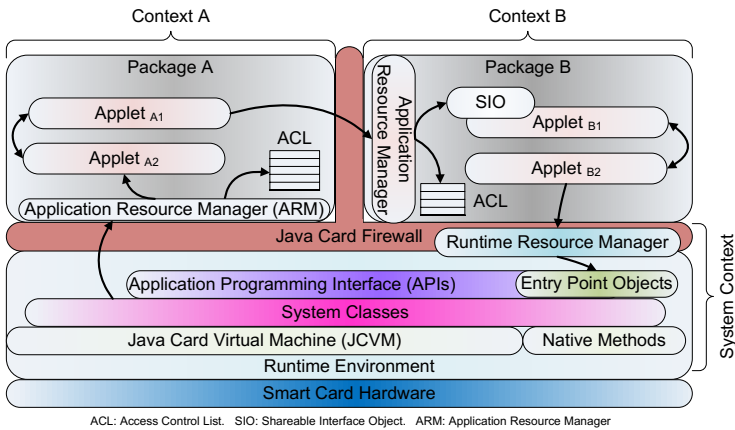 Context A
Context B
Package A
Package B
Applet A1
Applet A2
ACL
Application Resource Manager (ARM)
Application
Resource Manager
SIO
Applet B1
Applet B2
ACL
Java Card Firewall
Runtime Resource Manager
Application Programming Interface (APIs)
Entry Point Objects
System Classes
Java Card Virtual Machine (JCVM)
Native Methods
Runtime Environment
Smart Card Hardware
System Context
ACL: Access Control List. SIO: Shareable Interface Object. ARM: Application Resource Manager